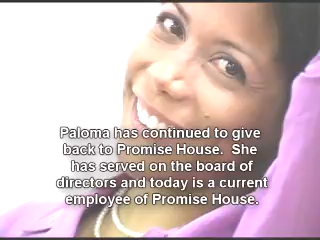 Paloma has continued to give
back to Promise House.  She
has served on the board of
directors and today is a current
employee of Promise House.